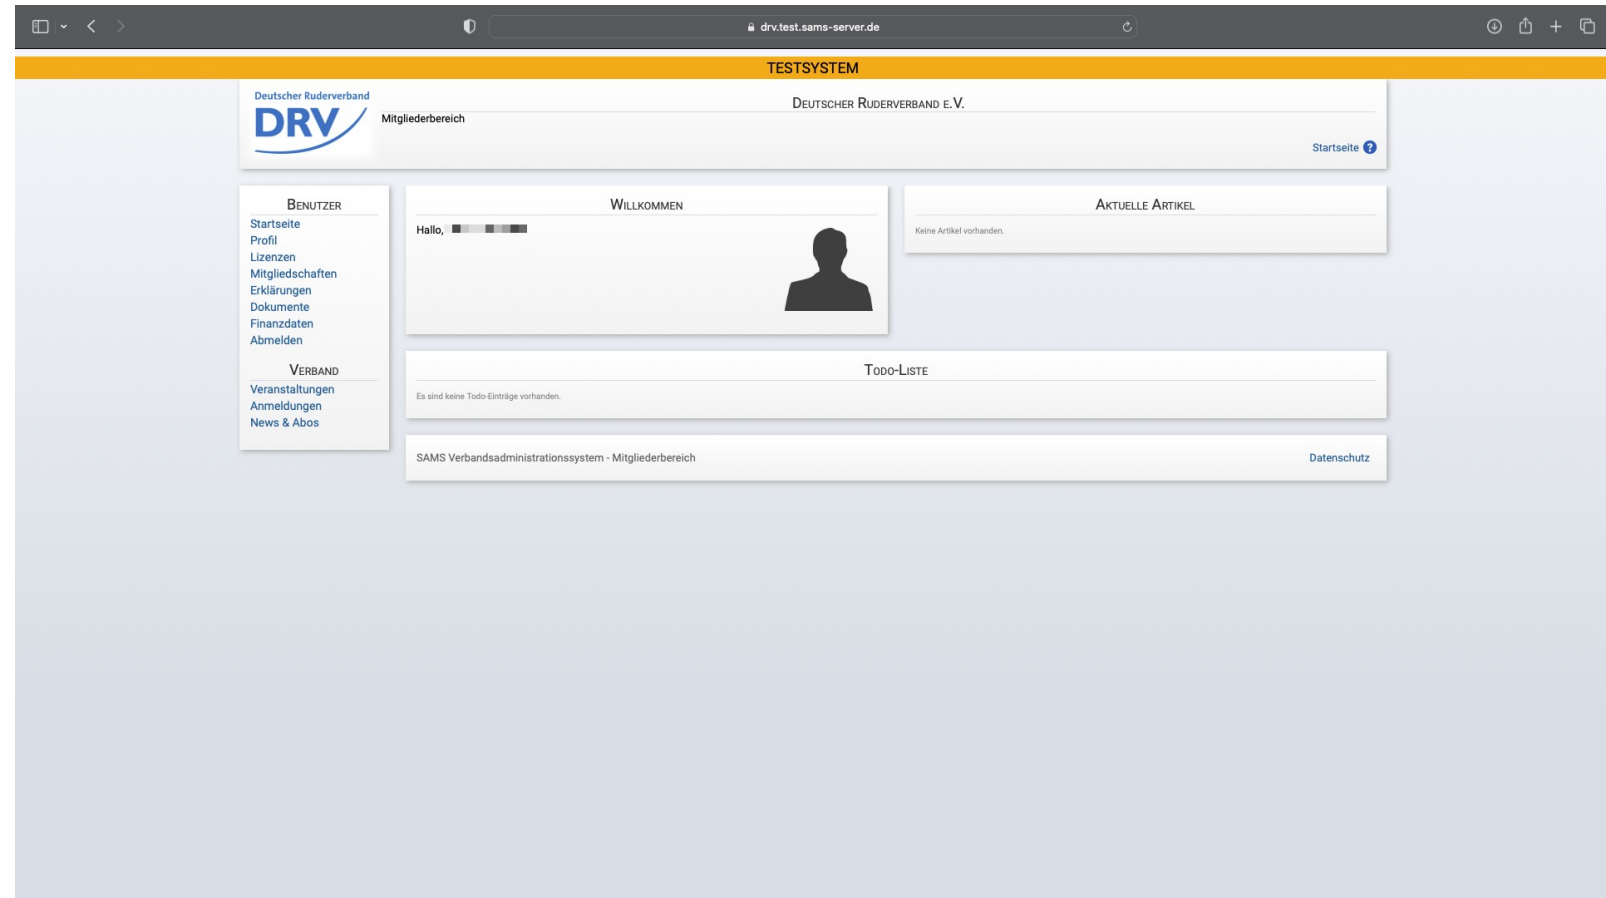 drv.test.sams-server.de
TESTSYSTEM
Deutscher Ruderverband
DRV
DEUTSCHER RUDERVERBAND E.V.
Mitgliederbereich
Startseite ?
BENUTZER
Startseite
Profil
Lizenzen
Mitgliedschaften
Erklärungen
Dokumente
Finanzdaten
Abmelden
VERBAND
Veranstaltungen
Anmeldungen
News & Abos
WILLKOMMEN
Hallo,
AKTUELLE ARTIKEL
Keine Artikel vorhanden.
TODO-LISTE
Es sind keine Todo-Einträge vorhanden.
SAMS Verbandsadministrationssystem - Mitgliederbereich
Datenschutz